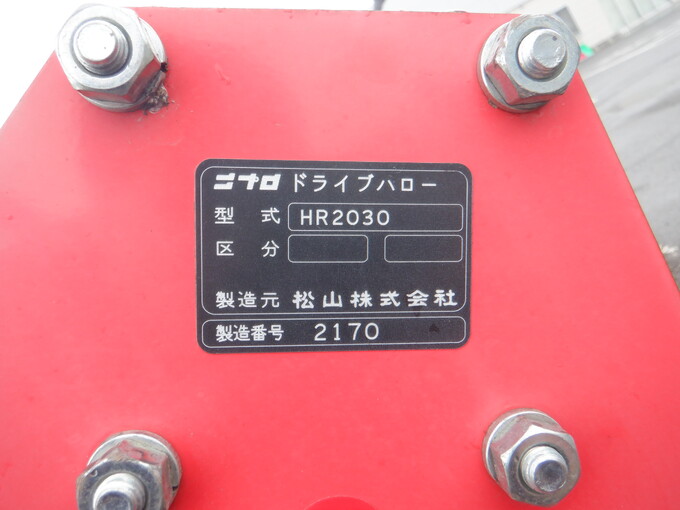 ニプロ ドライブハロー
型式 HR2030
区分
製造元 松山株式会社
製造番号 2170